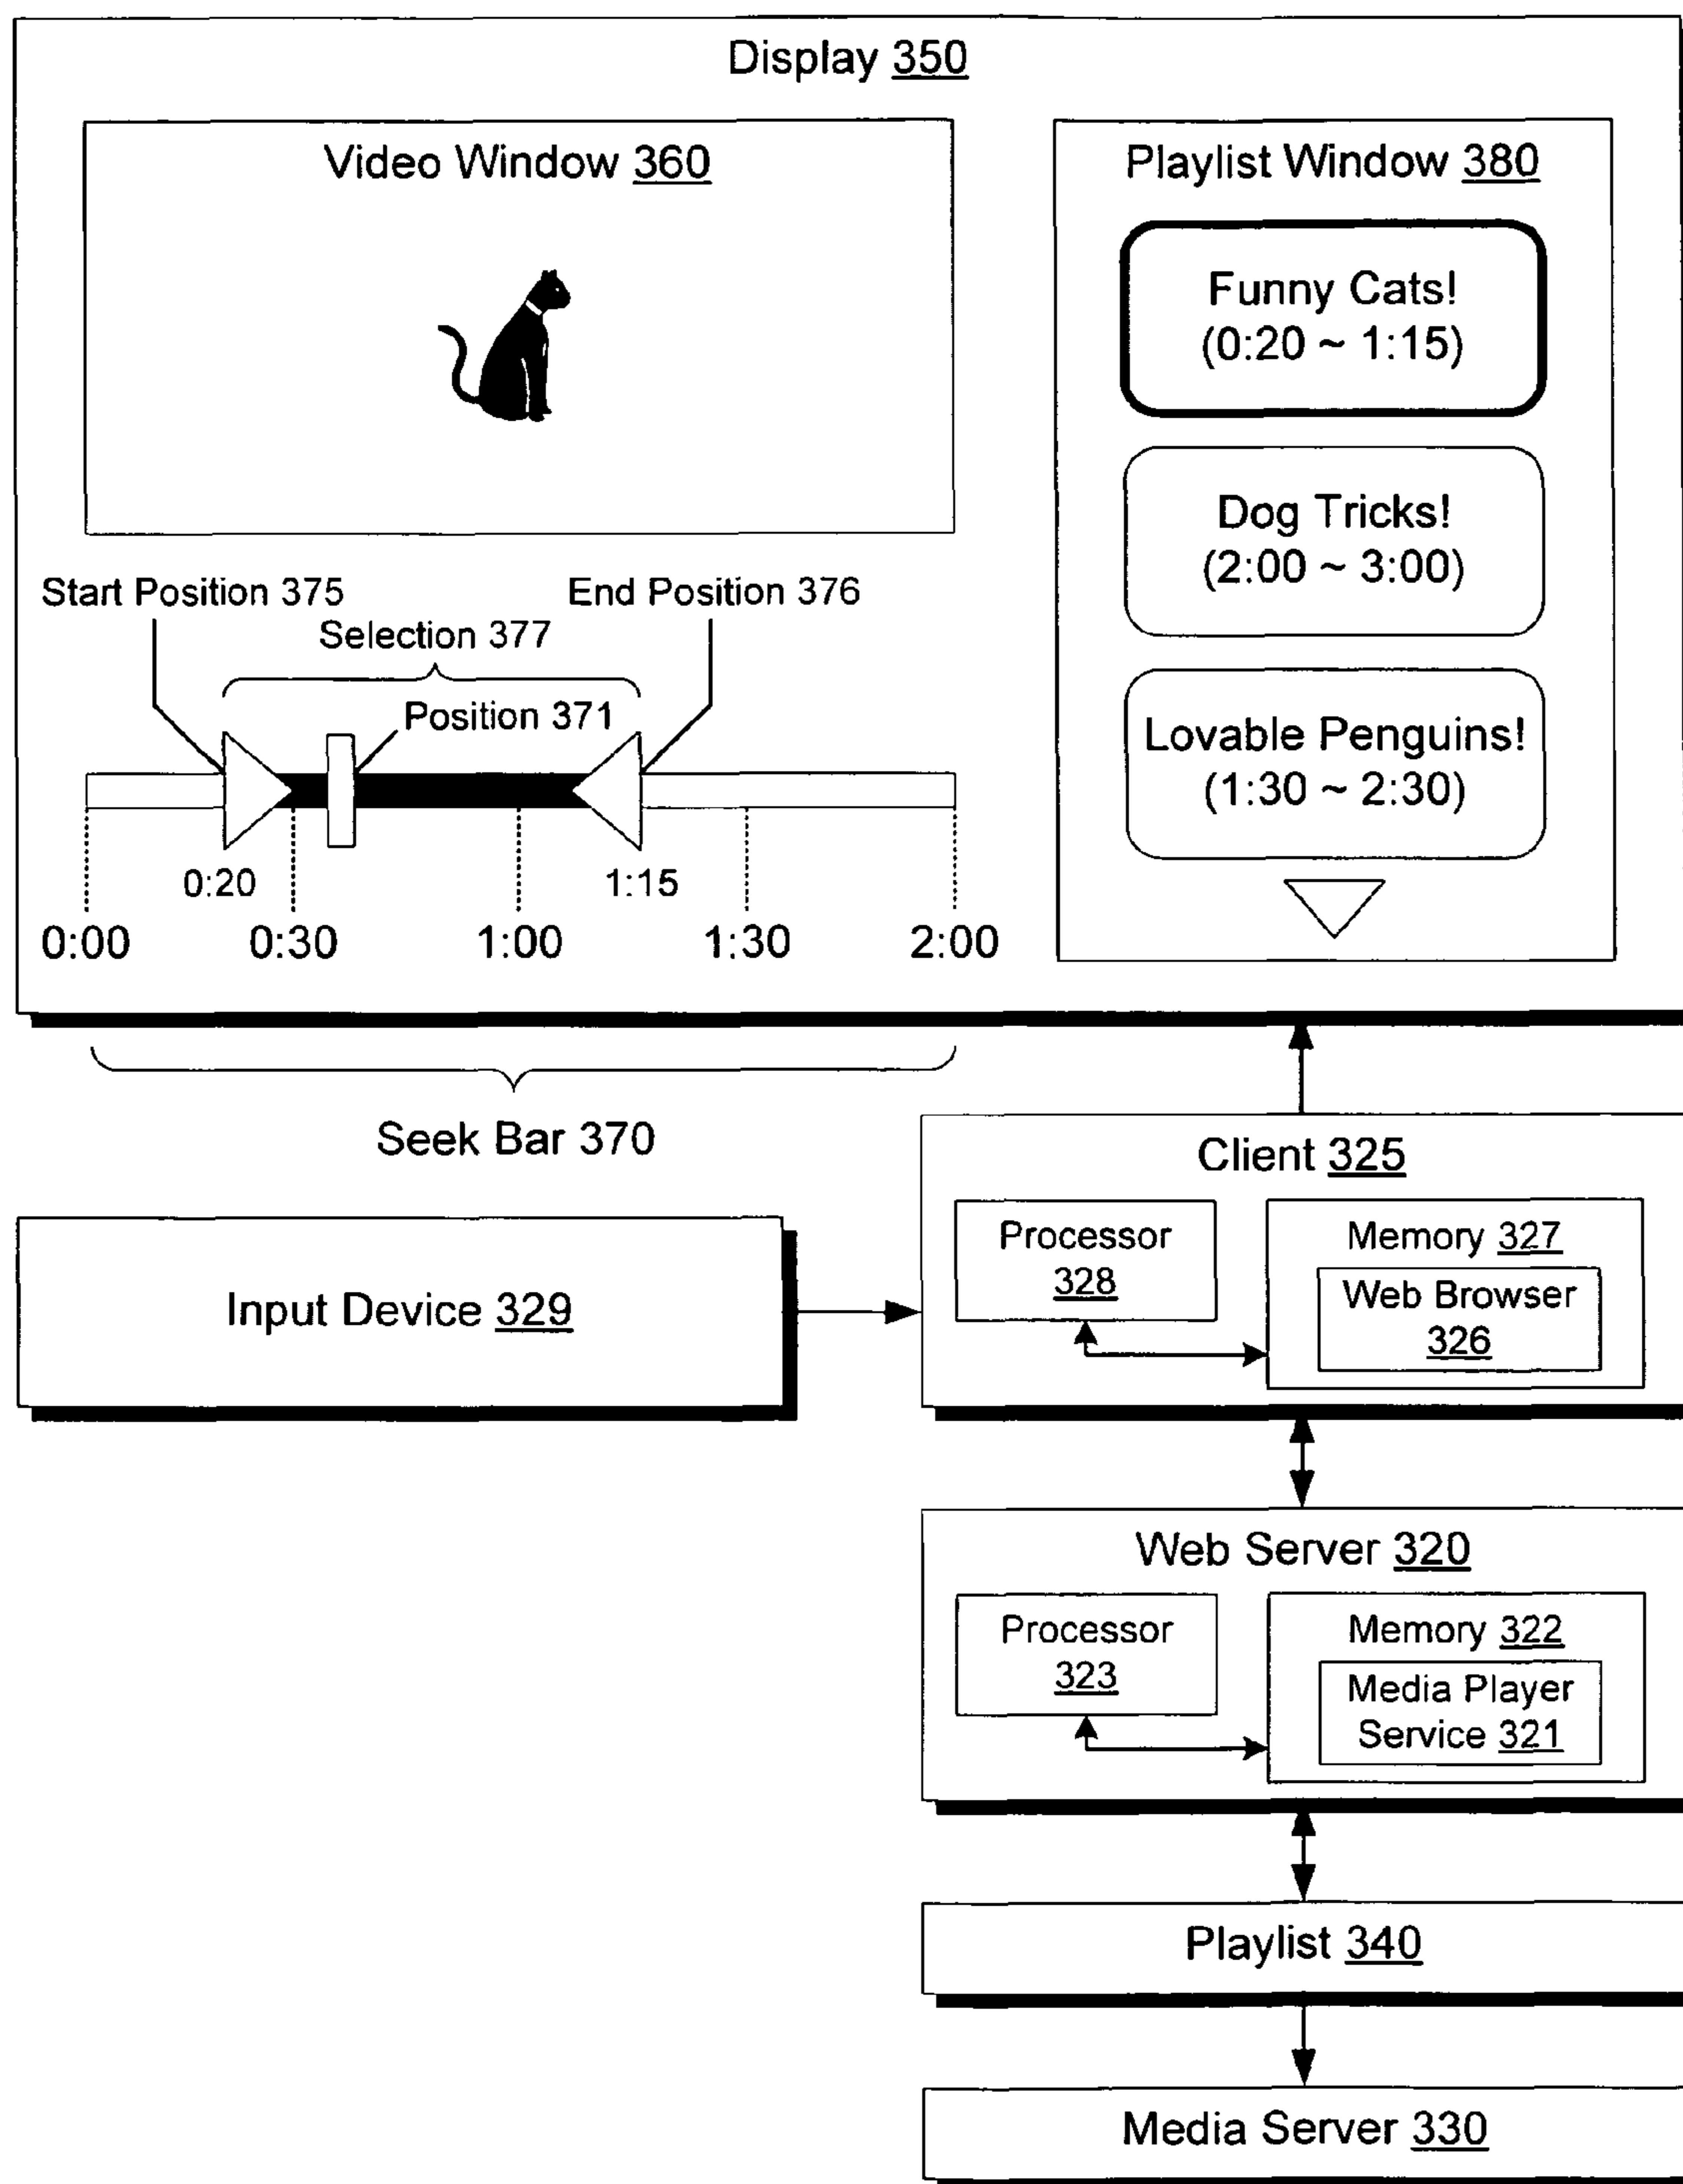 Display 350
Video Window 360
Playlist Window 380
Funny Cats!
(0:20 ~ 1:15)
Dog Tricks!
(2:00 ~ 3:00)
Lovable Penguins!
(1:30 ~ 2:30)
Start Position 375
End Position 376
Selection 377
Position 371
0:20
1:15
0:00
0:30
1:00
1:30
2:00
Seek Bar 370
Input Device 329
Client 325
Processor
328
Memory 327
Web Browser
326
Web Server 320
Processor
323
Memory 322
Media Player
Service 321
Playlist 340
Media Server 330